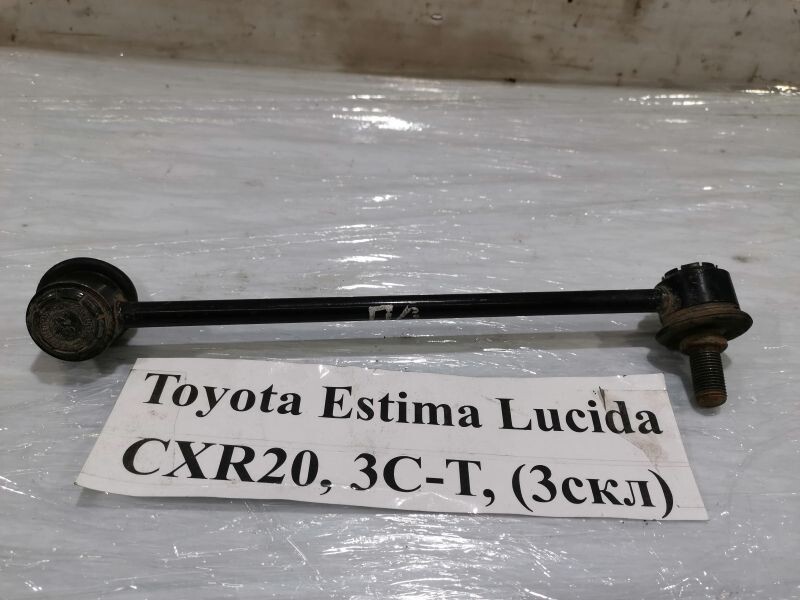 Toyota Estima Lucida
CXR20, 3C-T, (3скл)